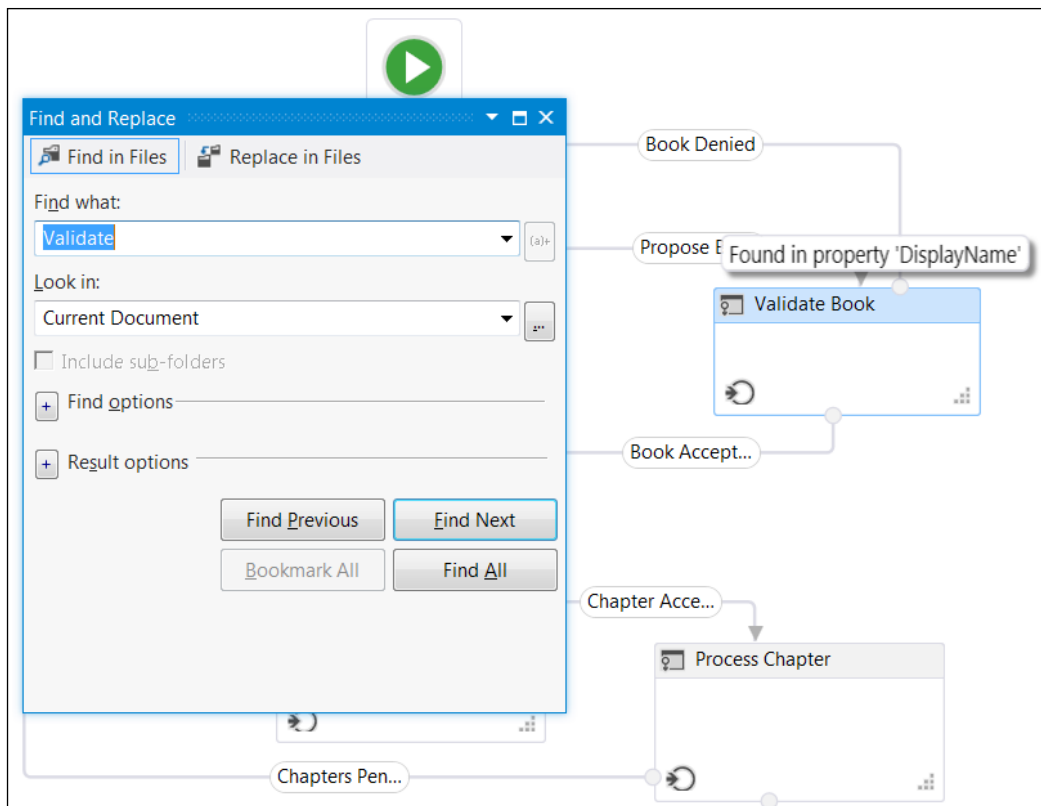 Find and Replace
Find in Files
Replace in Files
Find what:
Validate
(a)+
Look in:
Current Document
...
Include sub-folders
+ Find options
+ Result options
Find Previous
Find Next
Bookmark All
Find All
Book Denied
Propose
Found in property 'DisplayName'
Validate Book
Book Accept...
Chapter Acce...
Process Chapter
Chapters Pen...